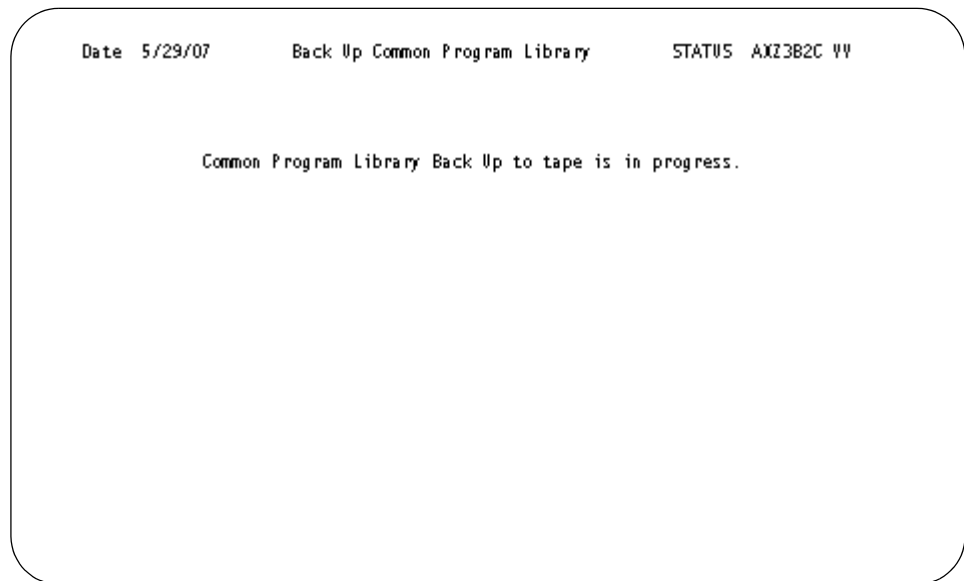 Date 5/29/07 Back Up Common Program Library STATUS AXZ3B2C VV
Common Program Library Back Up to tape is in progress.